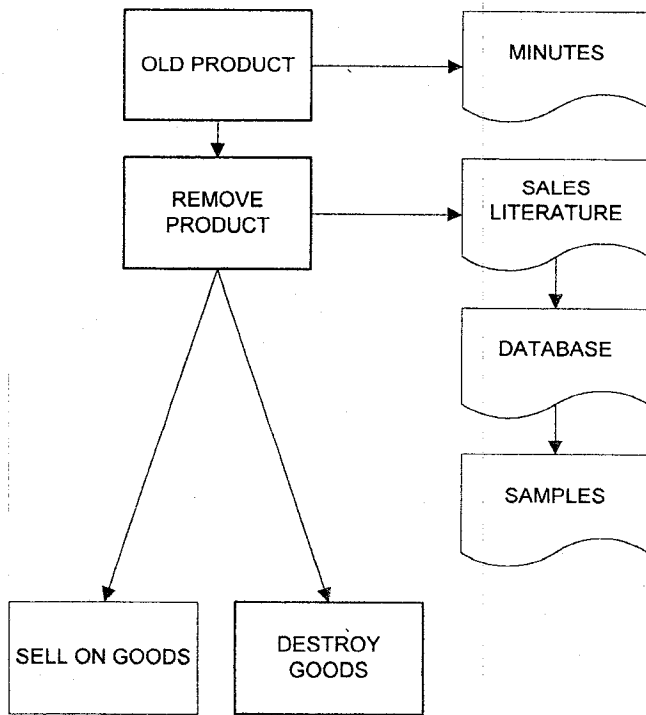 OLD PRODUCT
MINUTES
REMOVE
PRODUCT
SALES
LITERATURE
DATABASE
SAMPLES
SELL ON GOODS
DESTROY
GOODS